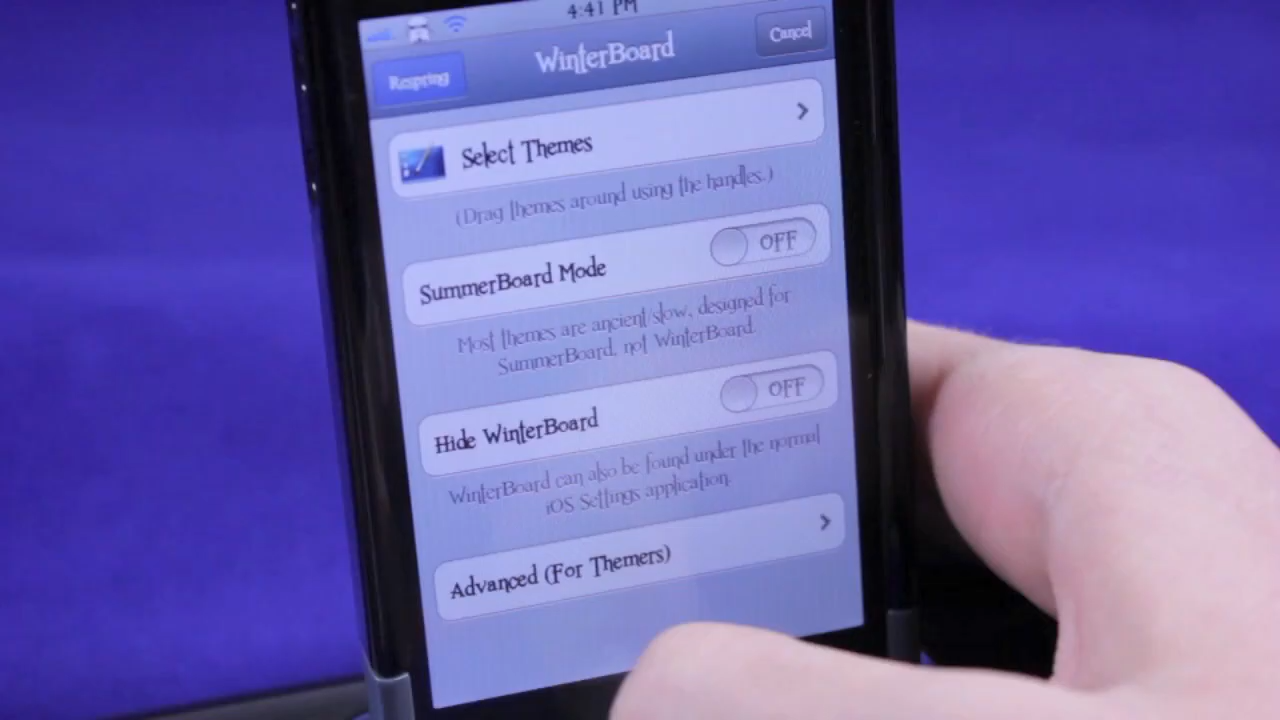 4:41 PM
Respring
WinterBoard
Cancel
Select Themes
(Drag themes around using the handles.)
SummerBoard Mode
OFF
Most themes are ancient/slow, designed for
SummerBoard, not WinterBoard.
Hide WinterBoard
OFF
WinterBoard can also be found under the normal
iOS Settings application.
Advanced (For Themers)